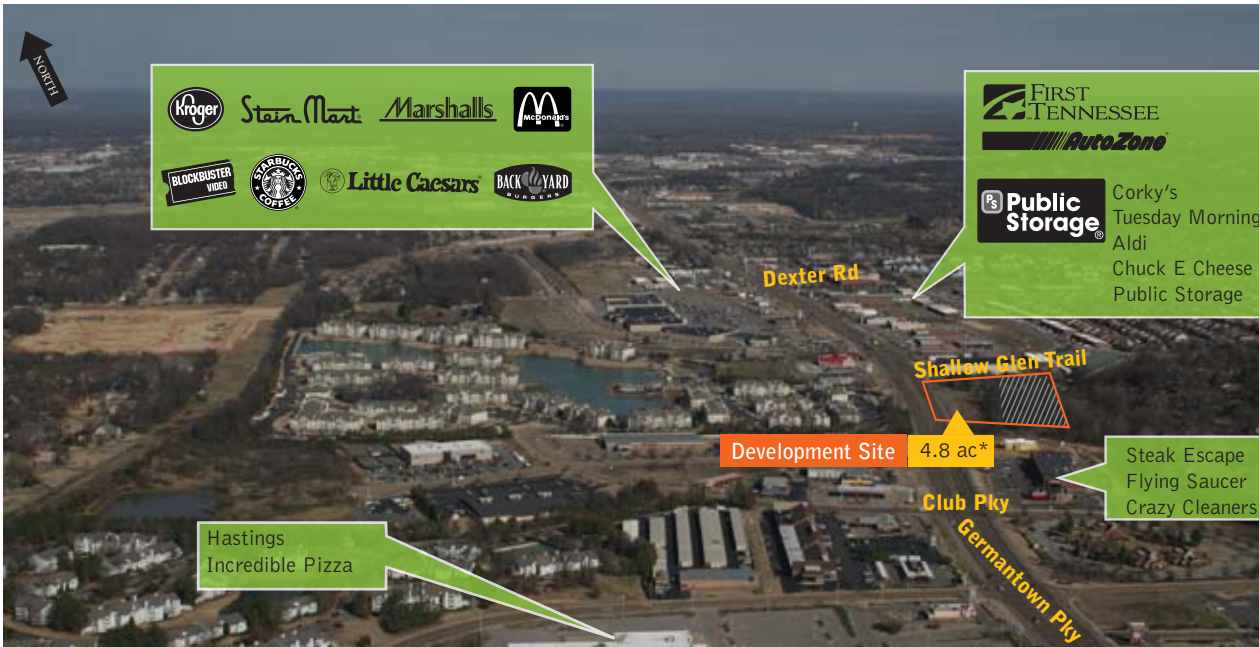 NORTH
Kroger
Stein Mart
Marshalls
McDonald's
BLOCKBUSTER
VIDEO
STARBUCKS
COFFEE
Little Caesars
BACK YARD
BURGERS
FIRST
TENNESSEE
AutoZone
PS Public
Storage
Corky's
Tuesday Morning
Aldi
Chuck E Cheese
Public Storage
Dexter Rd
Shallow Glen Trail
Development Site 4.8 ac*
Steak Escape
Flying Saucer
Crazy Cleaners
Club Pky
Germantown Pky
Hastings
Incredible Pizza